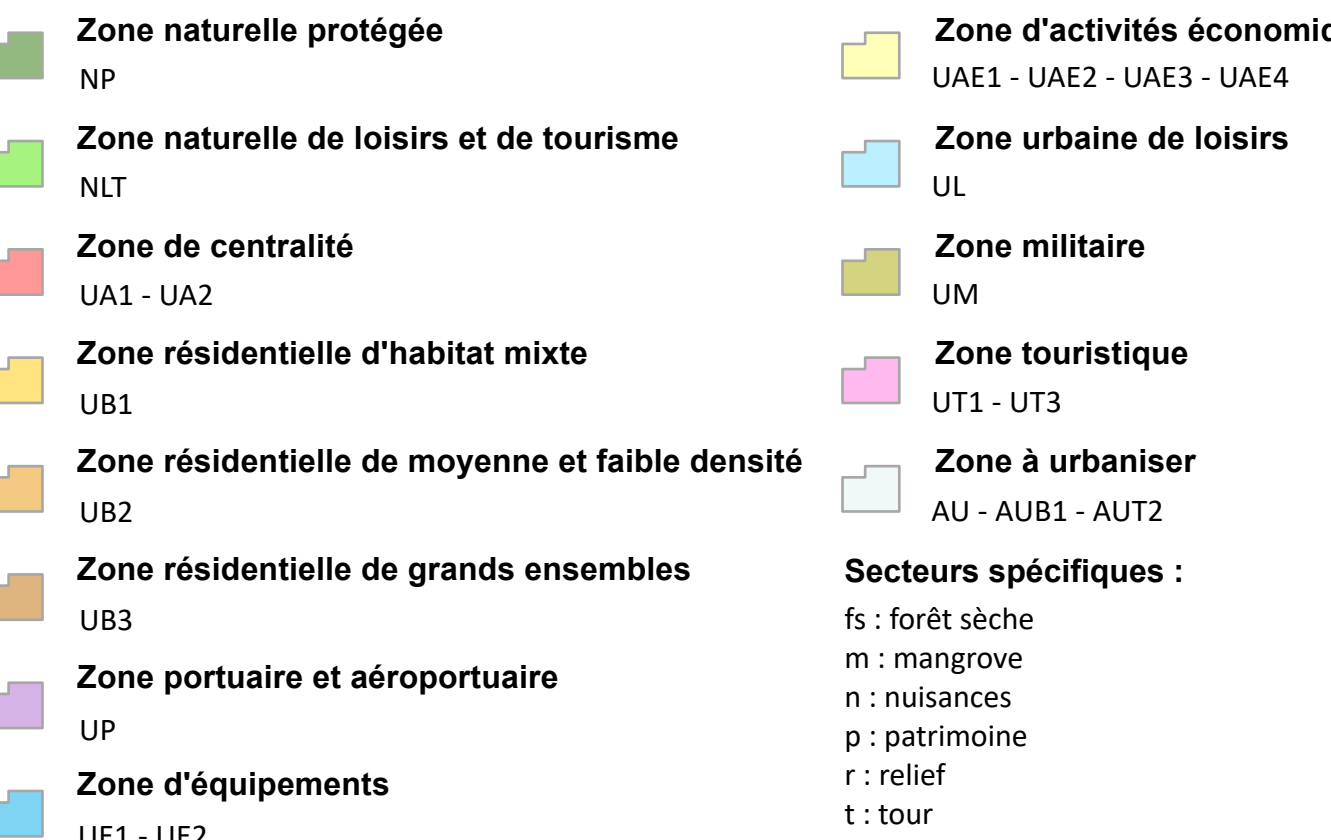 Zone naturelle protégée
NP
Zone naturelle de loisirs et de tourisme
NLT
Zone de centralité
UA1 - UA2
Zone résidentielle d'habitat mixte
UB1
Zone résidentielle de moyenne et faible densité
UB2
Zone résidentielle de grands ensembles
UB3
Zone portuaire et aéroportuaire
UP
Zone d'équipements
UE1 - UE2
Zone d'activités
UAE1 - UAE2 - UAE3 - UAE4
Zone urbaine de loisirs
UL
Zone militaire
UM
Zone touristique
UT1 - UT3
Zone à urbaniser
AU - AUB1 - AUT2
Secteurs spécifiques :
fs : forêt sèche
m : mangrove
n : nuisances
p : patrimoine
r : relief
t : tour